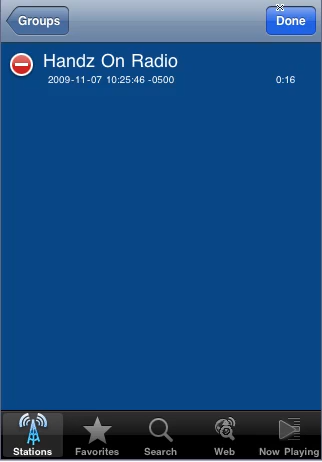 Groups
Done
Handz On Radio
2009-11-07 10:25:46 -0500 0:16
Stations Favorites Search Web Now Playing